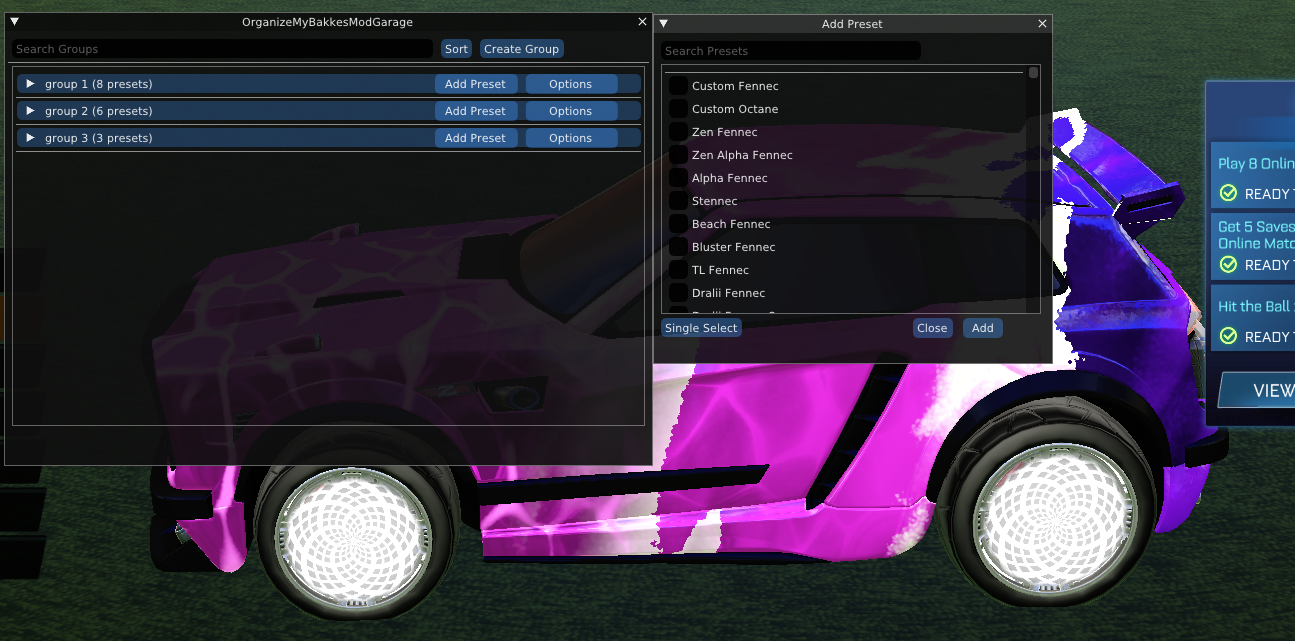 OrganizeMyBakkesModGarage
Search Groups
Sort
Create Group
group 1 (8 presets)
Add Preset
Options
group 2 (6 presets)
Add Preset
Options
group 3 (3 presets)
Add Preset
Options
Add Preset
Search Presets
Custom Fennec
Custom Octane
Zen Fennec
Zen Alpha Fennec
Alpha Fennec
Stennec
Beach Fennec
Bluster Fennec
TL Fennec
Dralii Fennec
Single Select
Close
Add
Play 8 Onlin
READY
Get 5 Saves
Online Matc
READY
Hit the Ball
READY
VIEW